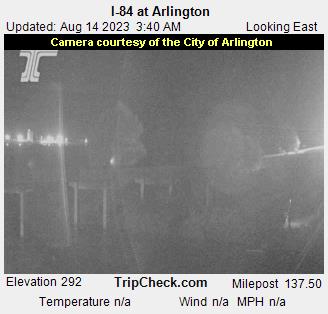 I-84 at Arlington
Updated: Aug 14 2023 3:40 AM Looking East
Camera courtesy of the City of Arlington
Elevation 292 TripCheck.com Milepost 137.50
Temperature n/a Wind n/a MPH n/a